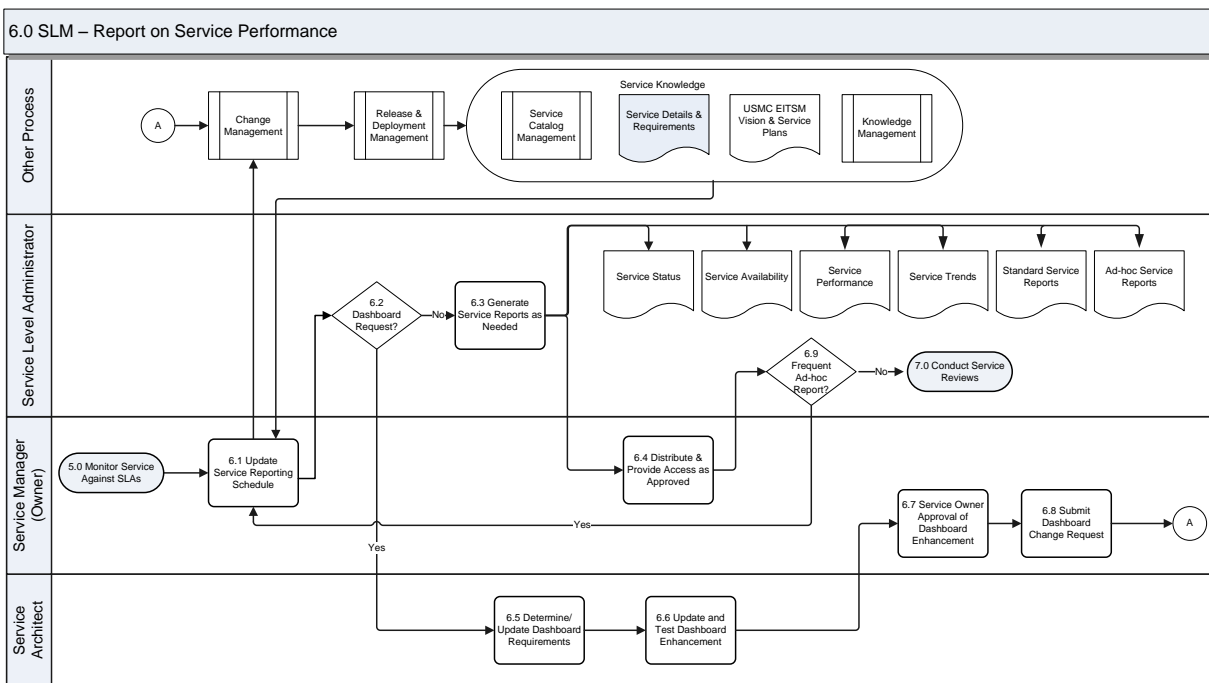 6.0 SLM – Report on Service Performance
Other Process
A
Change
Management
Release &
Deployment
Management
Service Knowledge
Service
Catalog
Management
Service Details &
Requirements
USMC EITSM
Vision & Service
Plans
Knowledge
Management
Service Level Administrator
6.2
Dashboard
Request?
No
6.3 Generate
Service Reports as
Needed
Service Status
Service Availability
Service
Performance
Service Trends
Standard Service
Reports
Ad-hoc Service
Reports
6.9
Frequent
Ad-hoc
Report?
No
7.0 Conduct Service
Reviews
Service Manager
(Owner)
5.0 Monitor Service
Against SLAs
6.1 Update
Service Reporting
Schedule
6.4 Distribute &
Provide Access as
Approved
Yes
Yes
6.7 Service Owner
Approval of
Dashboard
Enhancement
6.8 Submit
Dashboard
Change Request
A
Service
Architect
6.5 Determine/
Update Dashboard
Requirements
6.6 Update and
Test Dashboard
Enhancement